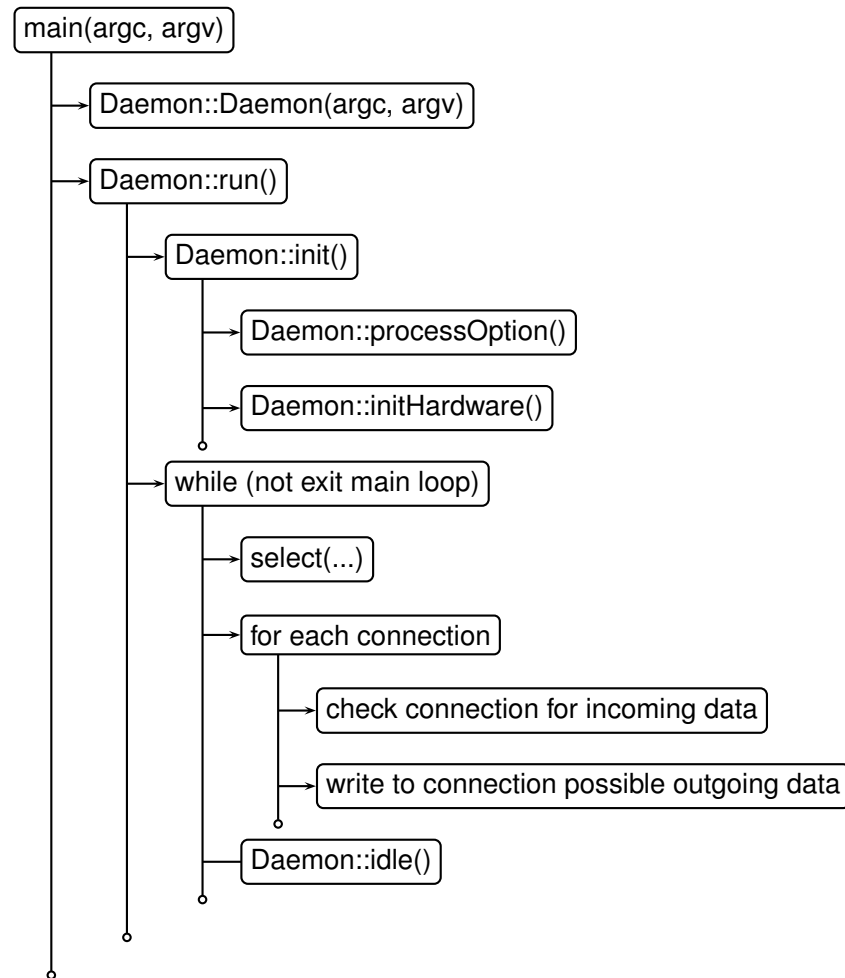 main(argc, argv)
Daemon::Daemon(argc, argv)
Daemon::run()
Daemon::init()
Daemon::processOption()
Daemon::initHardware()
while (not exit main loop)
select(...)
for each connection
check connection for incoming data
write to connection possible outgoing data
Daemon::idle()